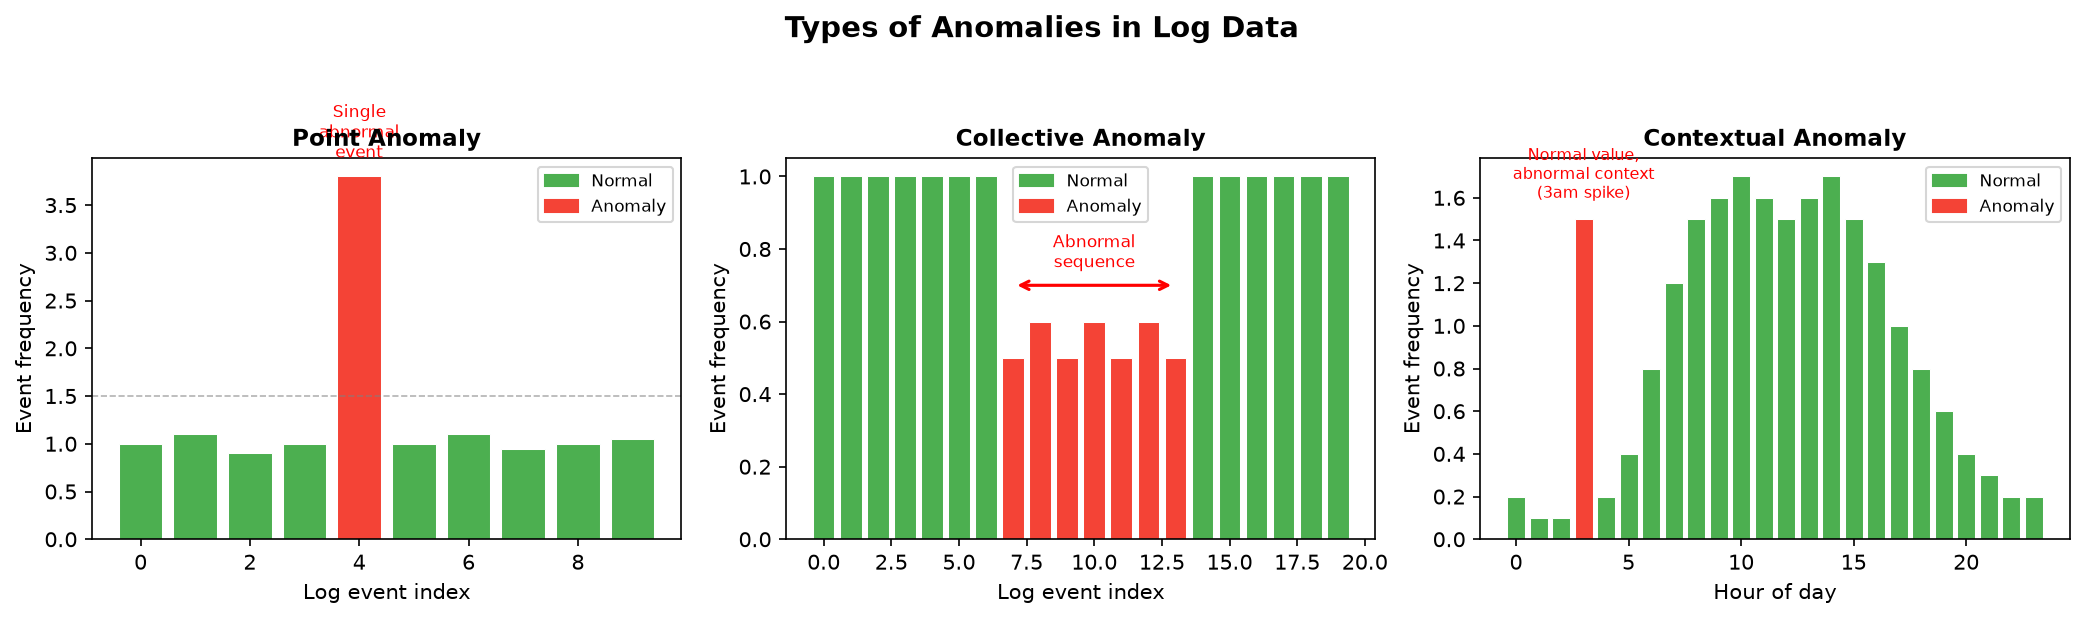 Types of Anomalies in Log Data
Single
abnormal
event
Point Anomaly
Normal
Anomaly
3.5
3.0
2.5
2.0
1.5
1.0
0.5
0.0
Event frequency
0 2 4 6 8
Log event index
Collective Anomaly
Normal
Anomaly
Abnormal
sequence
1.0
0.8
0.6
0.4
0.2
0.0
Event frequency
0.0 2.5 5.0 7.5 10.0 12.5 15.0 17.5 20.0
Log event index
Contextual Anomaly
Normal value,
abnormal context
(3am spike)
Normal
Anomaly
1.6
1.4
1.2
1.0
0.8
0.6
0.4
0.2
0.0
Event frequency
0 5 10 15 20
Hour of day